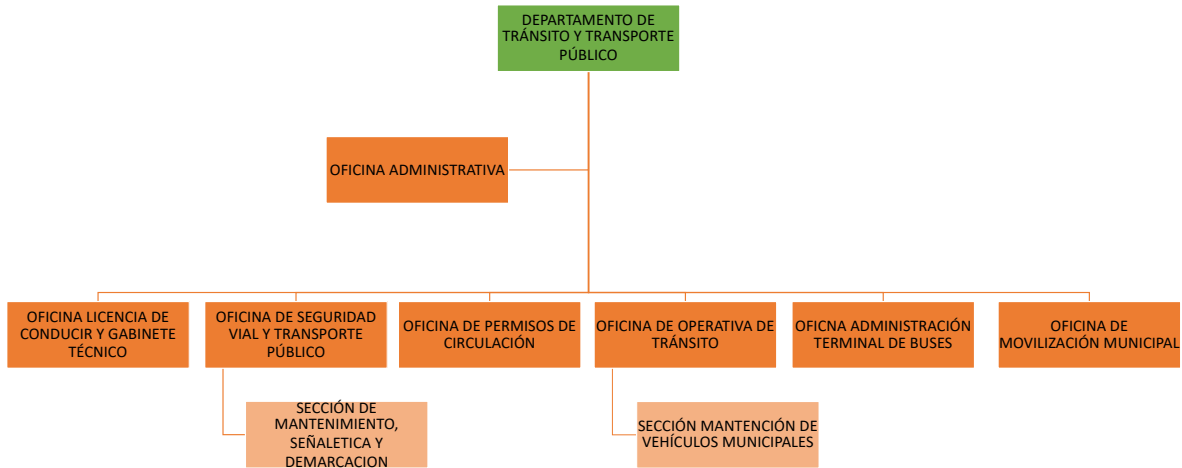 DEPARTAMENTO DE
TRÁNSITO Y TRANSPORTE
PÚBLICO
OFICINA ADMINISTRATIVA
OFICINA LICENCIA DE
CONDUCIR Y GABINETE
TÉCNICO
OFICINA DE SEGURIDAD
VIAL Y TRANSPORTE
PÚBLICO
OFICINA DE PERMISOS DE
CIRCULACIÓN
OFICINA DE OPERATIVA DE
TRÁNSITO
OFICNA ADMINISTRACIÓN
TERMINAL DE BUSES
OFICINA DE
MOVILIZACIÓN MUNICIPAL
SECCIÓN DE
MANTENIMIENTO,
SEÑALETICA Y
DEMARCACION
SECCIÓN MANTENCIÓN DE
VEHÍCULOS MUNICIPALES